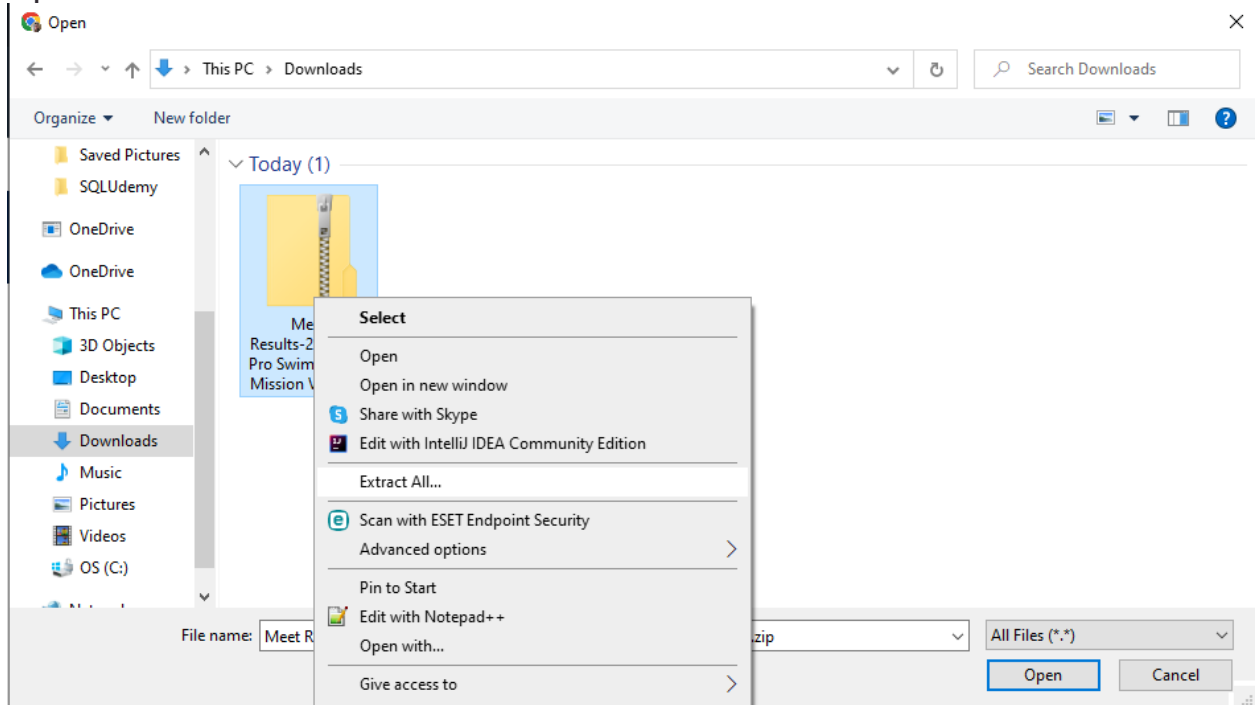 Open
This PC > Downloads
Search Downloads
Organize
New folder
Saved Pictures
SQLUdemy
OneDrive
OneDrive
This PC
3D Objects
Desktop
Documents
Downloads
Music
Pictures
Videos
OS (C:)
Today (1)
Me
Results-2
Pro Swim
Mission
Select
Open
Open in new window
Share with Skype
Edit with IntelliJ IDEA Community Edition
Extract All...
Scan with ESET Endpoint Security
Advanced options
Pin to Start
Edit with Notepad++
Open with...
Give access to
File name: Meet R
.zip
All Files (*.*)
Open
Cancel